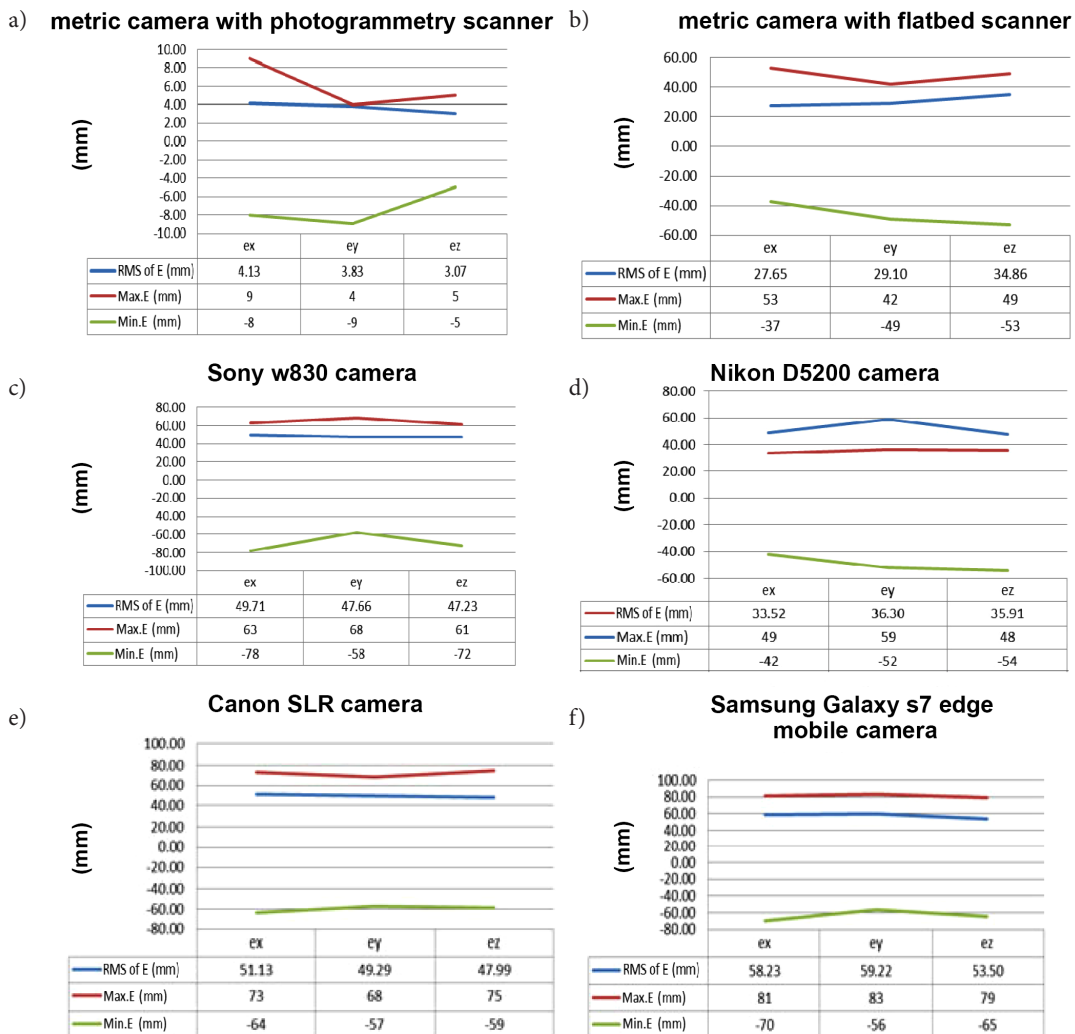 a) metric camera with photogrammetry scanner
(mm)
10.00
8.00
6.00
4.00
2.00
0.00
-2.00
-4.00
-6.00
-8.00
-10.00
ex ey ez
RMS of E (mm) 4.13 3.83 3.07
Max.E (mm) 9 4 5
Min.E (mm) -8 -9 -5
b) metric camera with flatbed scanner
(mm)
60.00
40.00
20.00
0.00
-20.00
-40.00
-60.00
ex ey ez
RMS of E (mm) 27.65 29.10 34.86
Max.E (mm) 53 42 49
Min.E (mm) -37 -49 -53
c) Sony w830 camera
(mm)
80.00
60.00
40.00
20.00
0.00
-20.00
-40.00
-60.00
-80.00
-100.00
ex ey ez
RMS of E (mm) 49.71 47.66 47.23
Max.E (mm) 63 68 61
Min.E (mm) -78 -58 -72
d) Nikon D5200 camera
(mm)
80.00
60.00
40.00
20.00
0.00
-20.00
-40.00
-60.00
ex ey ez
RMS of E (mm) 33.52 36.30 35.91
Max.E (mm) 49 59 48
Min.E (mm) -42 -52 -54
e) Canon SLR camera
(mm)
100.00
80.00
60.00
40.00
20.00
0.00
-20.00
-40.00
-60.00
-80.00
ex ey ez
RMS of E (mm) 51.13 49.29 47.99
Max.E (mm) 73 68 75
Min.E (mm) -64 -57 -59
f) Samsung Galaxy s7 edge
mobile camera
(mm)
100.00
80.00
60.00
40.00
20.00
0.00
-20.00
-40.00
-60.00
-80.00
ex ey ez
RMS of E (mm) 58.23 59.22 53.50
Max.E (mm) 81 83 79
Min.E (mm) -70 -56 -65